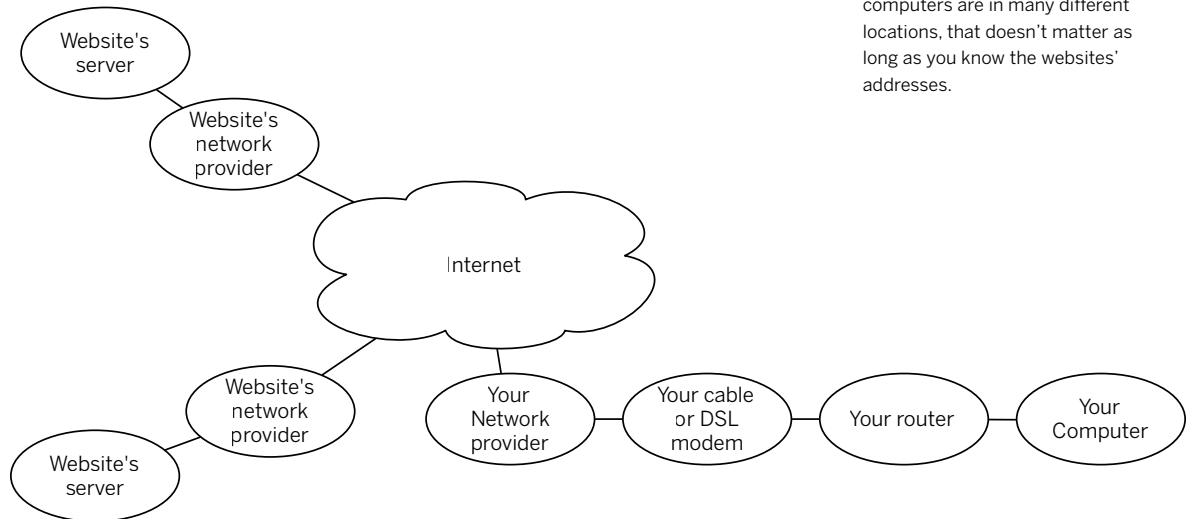 computers are in many different
locations, that doesn’t matter as
long as you know the websites’
addresses.
Website's
server
Website's
network
provider
Internet
Website's
network
provider
Website's
server
Your
Network
provider
Your cable
or DSL
modem
Your router
Your
Computer